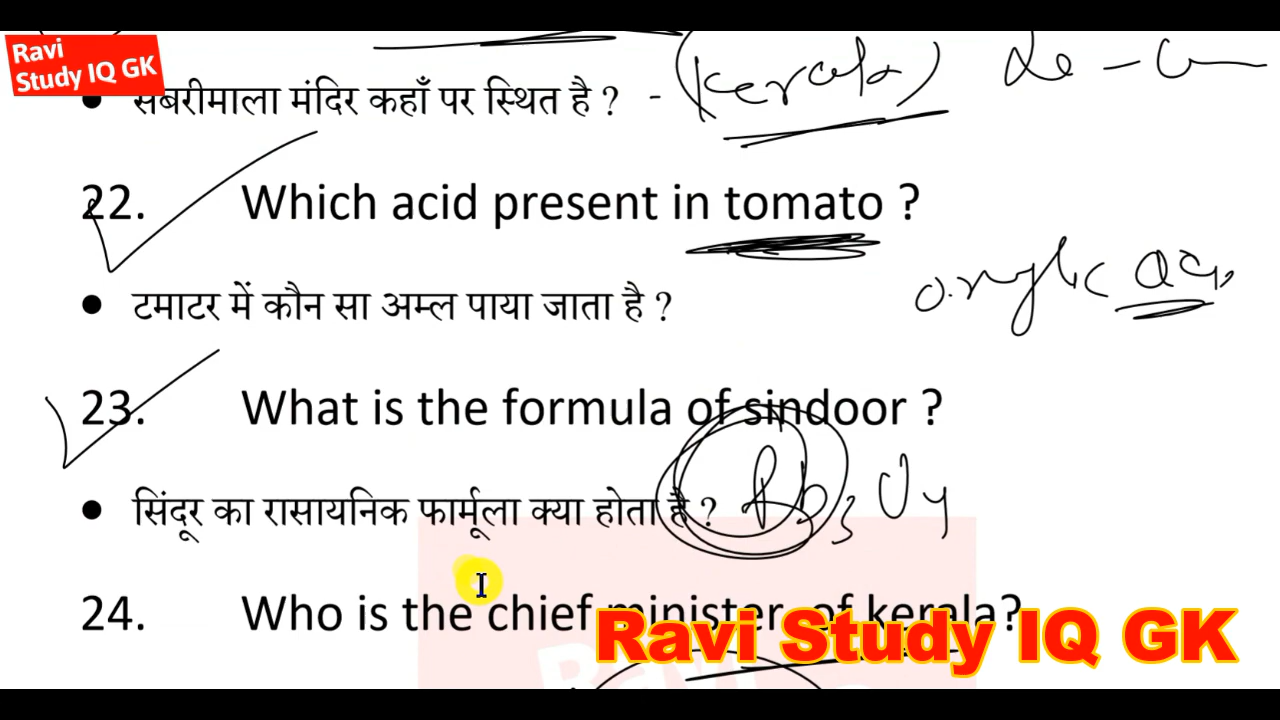 Ravi
Study IQ GK
सबरीमाला मंदिर कहाँ पर स्थित है ? - (Kerala)
22. Which acid present in tomato ?
• टमाटर में कौन सा अम्ल पाया जाता है ?
23. What is the formula of sindoor ?
• सिंदूर का रासायनिक फार्मूला क्या होता है ? Pb3O4
24. Who is the chief minister of kerala?
Ravi Study IQ GK
Ravi